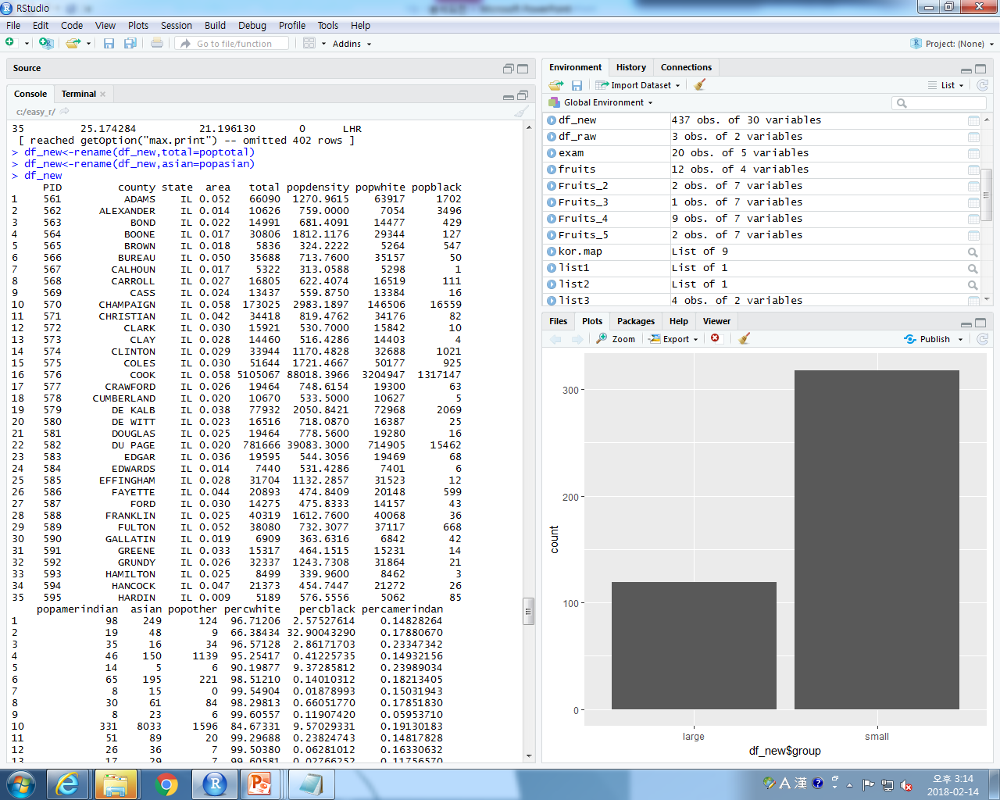 RStudio
File Edit Code View Plots Session Build Debug Profile Tools Help
Go to file/function Addins Project: (None)
Source
Console Terminal
c:/easy_r/
35 25.174284 21.196130 0 LHR
[ reached getOption("max.print") -- omitted 402 rows ]
> df_new<-rename(df_new,total=poptotal)
> df_new<-rename(df_new,asian=popasian)
> df_new
PID county state area total popdensity popwhite popblack
1 561 ADAMS IL 0.052 66090 1270.9615 63917 1702
2 562 ALEXANDER IL 0.014 10626 759.0000 7054 3496
3 563 BOND IL 0.022 14991 681.4091 14477 429
4 564 BOONE IL 0.017 30806 1812.1176 29344 127
5 565 BROWN IL 0.018 5836 324.2222 5264 547
6 566 BUREAU IL 0.050 35688 713.7600 35157 50
7 567 CALHOUN IL 0.017 5322 313.0588 5298 1
8 568 CARROLL IL 0.027 16805 622.4074 16519 111
9 569 CASS IL 0.024 13437 559.8750 13384 16
10 570 CHAMPAIGN IL 0.058 173025 2983.1897 146506 16559
11 571 CHRISTIAN IL 0.042 34418 819.4762 34176 82
12 572 CLARK IL 0.030 15921 530.7000 15842 10
13 573 CLAY IL 0.028 14460 516.4286 14403 4
14 574 CLINTON IL 0.029 33944 1170.4828 32688 1021
15 575 COLES IL 0.030 51644 1721.4667 50177 925
16 576 COOK IL 0.058 5105067 88018.3966 3204947 1317147
17 577 CRAWFORD IL 0.026 19464 748.6154 19300 63
18 578 CUMBERLAND IL 0.020 10670 533.5000 10627 5
19 579 DE KALB IL 0.038 77932 2050.8421 72968 2069
20 580 DE WITT IL 0.023 16516 718.0870 16387 25
21 581 DOUGLAS IL 0.025 19464 778.5600 19280 16
22 582 DU PAGE IL 0.020 781666 39083.3000 714905 15462
23 583 EDGAR IL 0.036 19595 544.3056 19469 68
24 584 EDWARDS IL 0.014 7440 531.4286 7401 6
25 585 EFFINGHAM IL 0.028 31704 1132.2857 31523 12
26 586 FAYETTE IL 0.044 20893 474.8409 20148 599
27 587 FORD IL 0.030 14275 475.8333 14157 43
28 588 FRANKLIN IL 0.025 40319 1612.7600 40068 36
29 589 FULTON IL 0.052 38080 732.3077 37117 668
30 590 GALLATIN IL 0.019 6909 363.6316 6842 42
31 591 GREENE IL 0.033 15317 464.1515 15231 14
32 592 GRUNDY IL 0.026 32337 1243.7308 31864 21
33 593 HAMILTON IL 0.025 8499 339.9600 8462 3
34 594 HANCOCK IL 0.047 21373 454.7447 21272 26
35 595 HARDIN IL 0.009 5189 576.5556 5062 85
popamerindian asian popother percwhite percblack percamerindan
1 98 249 124 96.71206 2.57527614 0.14828264
2 19 48 9 66.38434 32.90043290 0.17880670
3 35 16 34 96.57128 2.86171703 0.23347342
4 46 150 1139 95.25417 0.41225735 0.14932156
5 14 5 6 90.19877 9.37285812 0.23989034
6 65 195 221 98.51210 0.14010312 0.18213405
7 8 15 0 99.54904 0.01878993 0.15031943
8 30 61 84 98.29813 0.66051770 0.17851830
9 8 23 6 99.60557 0.11907420 0.05953710
10 331 8033 1596 84.67331 9.57029331 0.19130183
11 51 89 20 99.29688 0.23824743 0.14817828
12 26 36 7 99.50380 0.06281012 0.16330632
13 17 29 7 99.60581 0.02766252 0.11756570
Environment History Connections
Import Dataset List
Global Environment
df_new 437 obs. of 30 variables
df_raw 3 obs. of 2 variables
exam 20 obs. of 5 variables
fruits 12 obs. of 4 variables
Fruits_2 2 obs. of 7 variables
Fruits_3 1 obs. of 7 variables
Fruits_4 9 obs. of 7 variables
Fruits_5 2 obs. of 7 variables
kor.map List of 9
list1 List of 1
list2 List of 1
list3 4 obs. of 2 variables
Files Plots Packages Help Viewer
Zoom Export Publish
300
200
100
0
count
large small
df_new$group
A 漢
오후 3:14
2018-02-14